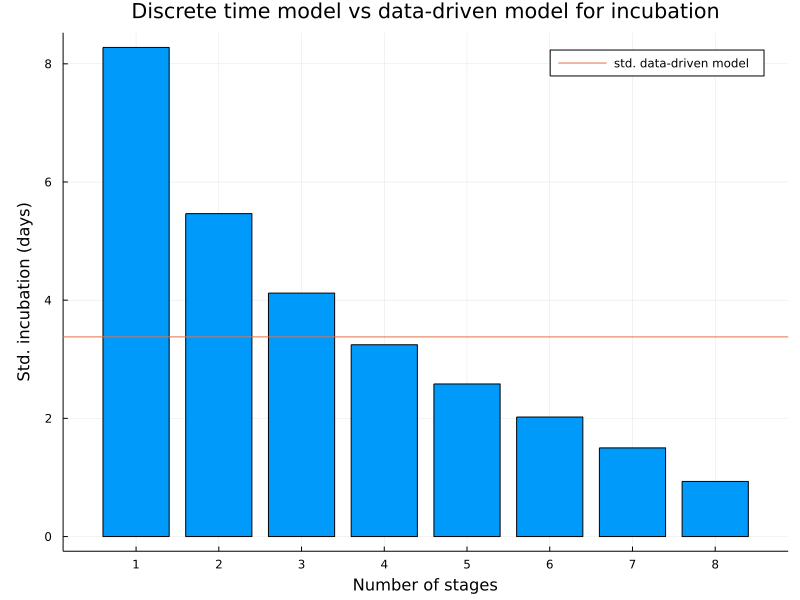 Discrete time model vs data-driven model for incubation
std. data-driven model
Std. incubation (days)
8
6
4
2
0
1 2 3 4 5 6 7 8
Number of stages